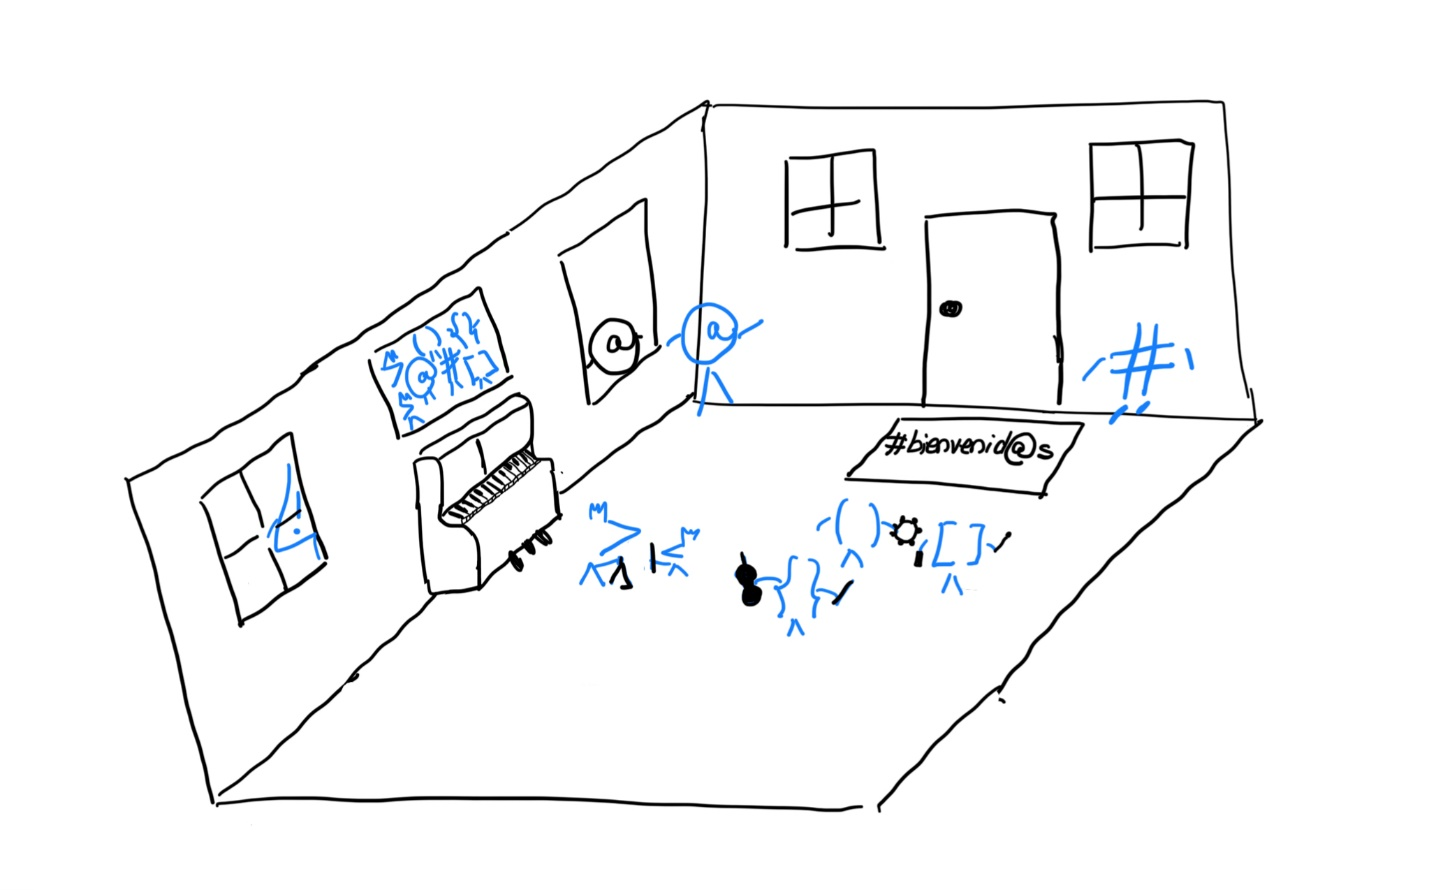 ( ) { }
> @ # [ ]
>
@
@
#
#bienvenid@s
( )
> <
{ }
[ ]